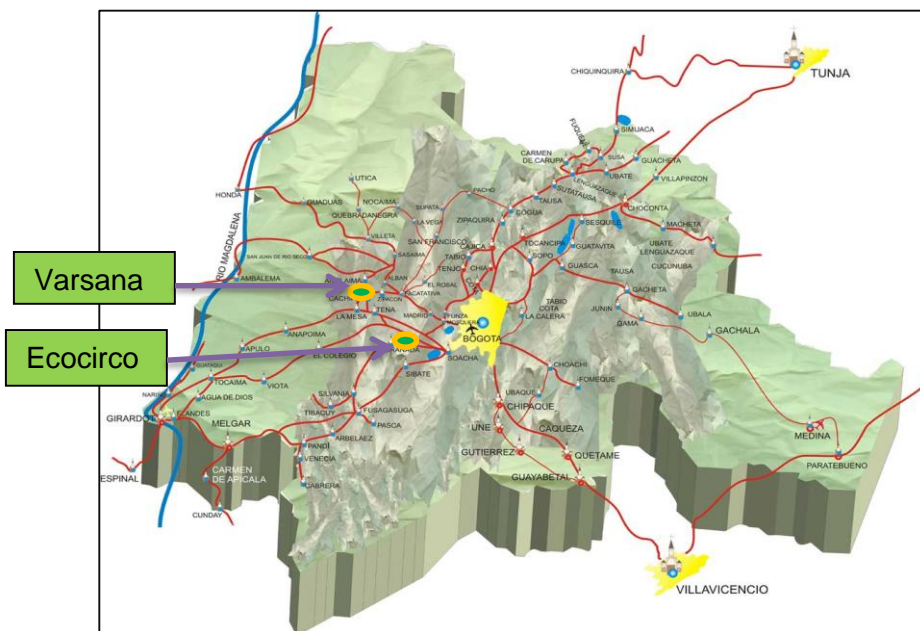 Varsana
Ecocirco
TUNJA
CHIQUINQUIRA
SIMIJACA
FUQUENE
SUSA
CARMEN
DE CARUPA
UBATE
GUACHETA
VILLAPINZON
LENGUAZAQUE
SUTATAUSA
TAUSA
CHOCONTA
COGUA
SESQUILE
MACHETA
UBATE
LENGUAZAQUE
CUCUNUBA
TAUSA
UTICA
PACHO
HONDA
GUADUAS
NOCAIMA
SUPATA
ZIPAQUIRA
QUEBRADANEGRA
LA VEGA
VILLETA
SAN FRANCISCO
CAJICA
TOCANCIPA
GUATAVITA
SASAIMA
TABIO
SOPO
SAN JUAN DE RIO SECO
TENJO
CHIA
GUASCA
RIO MAGDALENA
AMBALEMA
ALBAN
EL ROSAL
GACHETA
ZIPACON
FACATATIVA
TABIO
COTA
LA CALERA
JUNIN
UBALA
GAMA
GACHALA
LA MESA
TENA
MADRID
FUNZA
MOSQUERA
BOGOTA
ANAPOIMA
APULO
EL COLEGIO
SOACHA
SIBATE
CHOACHI
FOMEQUE
UBAQUE
GUATAQUI
TOCAIMA
VIOTA
NARIÑO
AGUA DE DIOS
SILVANIA
TIBACUY
FUSAGASUGA
PASCA
CHIPAQUE
GIRARDOT
FLANDES
MELGAR
ARBELAEZ
PANDI
VENECIA
CABRERA
UNE
CAQUEZA
GUTIERREZ
QUETAME
GUAYABETAL
MEDINA
PARATEBUENO
ESPINAL
CARMEN
DE APICALA
CUNDAY
VILLAVICENCIO